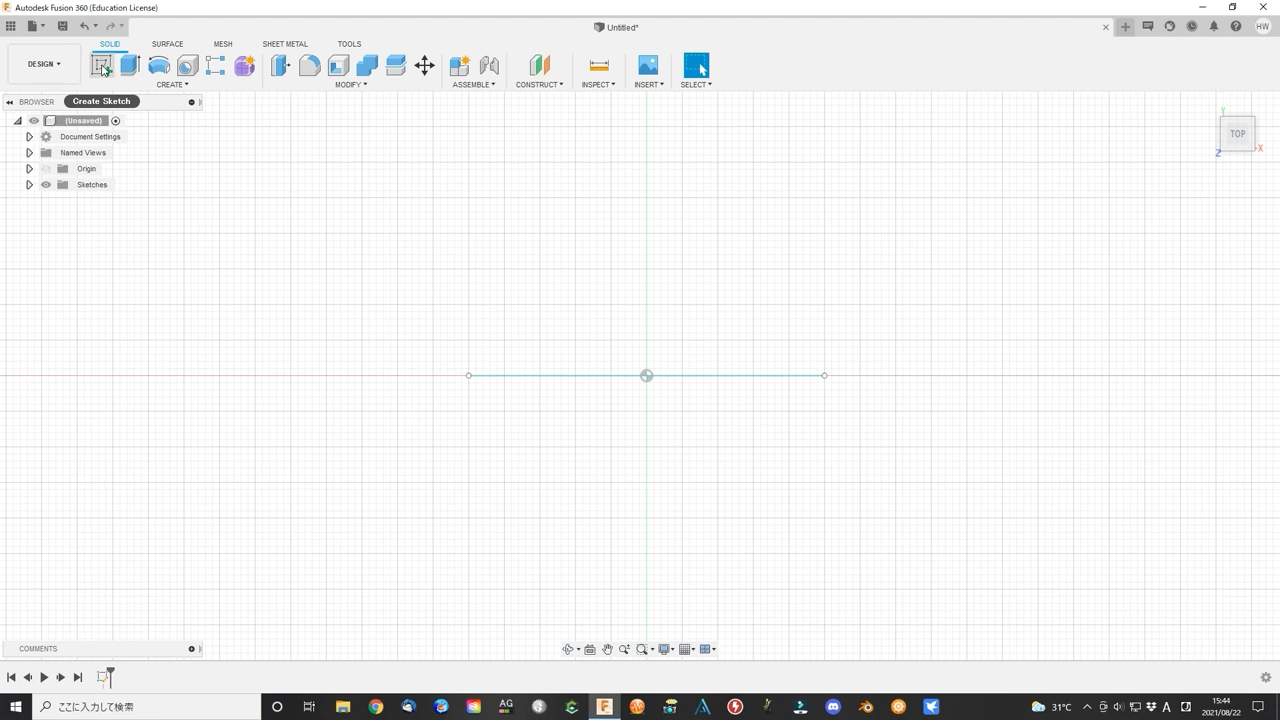 Autodesk Fusion 360 (Education License)
Untitled*
HW
DESIGN
SOLID
SURFACE
MESH
SHEET METAL
TOOLS
CREATE
MODIFY
ASSEMBLE
CONSTRUCT
INSPECT
INSERT
SELECT
BROWSER
Create Sketch
(Unsaved)
Document Settings
Named Views
Origin
Sketches
Y
TOP
X
Z
COMMENTS
ここに入力して検索
AG
31°C
A
15:44
2021/08/22